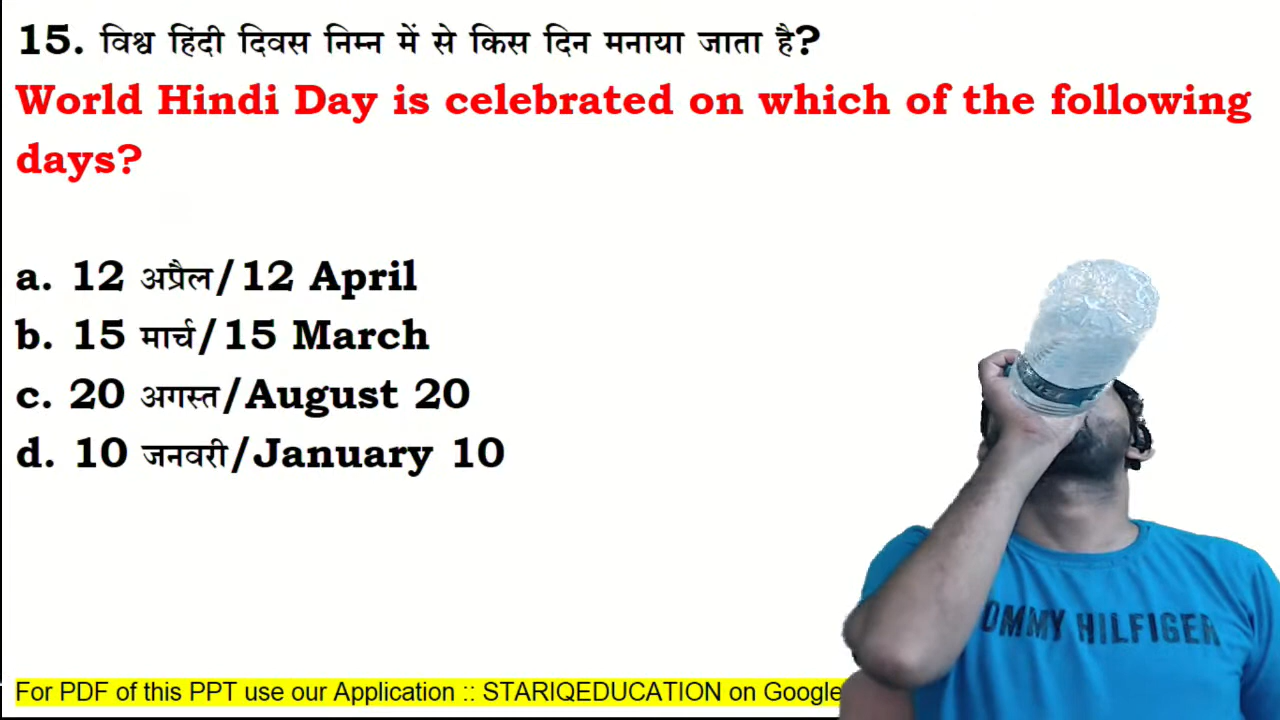 15. विश्व हिंदी दिवस निम्न में से किस दिन मनाया जाता है?
World Hindi Day is celebrated on which of the following
days?
a. 12 अप्रैल/12 April
b. 15 मार्च/15 March
c. 20 अगस्त/August 20
d. 10 जनवरी/January 10
OMMY HILFIGER
For PDF of this PPT use our Application :: STARIQEDUCATION on Google